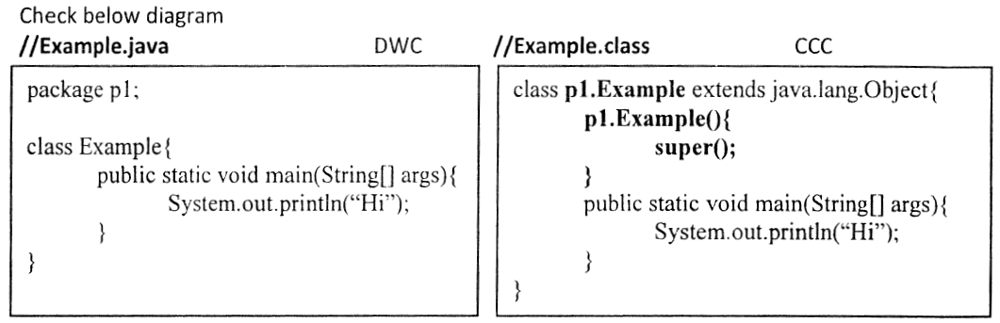 Check below diagram
//Example.java DWC
package p1;
class Example{
public static void main(String[] args){
System.out.println(“Hi”);
}
}
//Example.class CCC
class p1.Example extends java.lang.Object{
p1.Example(){
super();
}
public static void main(String[] args){
System.out.println(“Hi”);
}
}